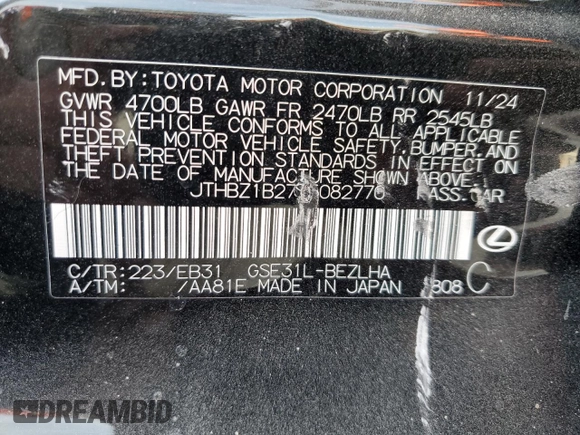 MFD. BY: TOYOTA MOTOR CORPORATION 11/24
GVWR 4700LB GAWR FR 2470LB RR 2545LB
THIS VEHICLE CONFORMS TO ALL APPLICABLE
FEDERAL MOTOR VEHICLE SAFETY, BUMPER, AND
THEFT PREVENTION STANDARDS IN EFFECT ON
THE DATE OF MANUFACTURE SHOWN ABOVE.
PASS. CAR
C/TR: 223/EB31 GSE31L-BEZLHA
A/TM: /AA81E MADE IN JAPAN 808 C
DREAMBID